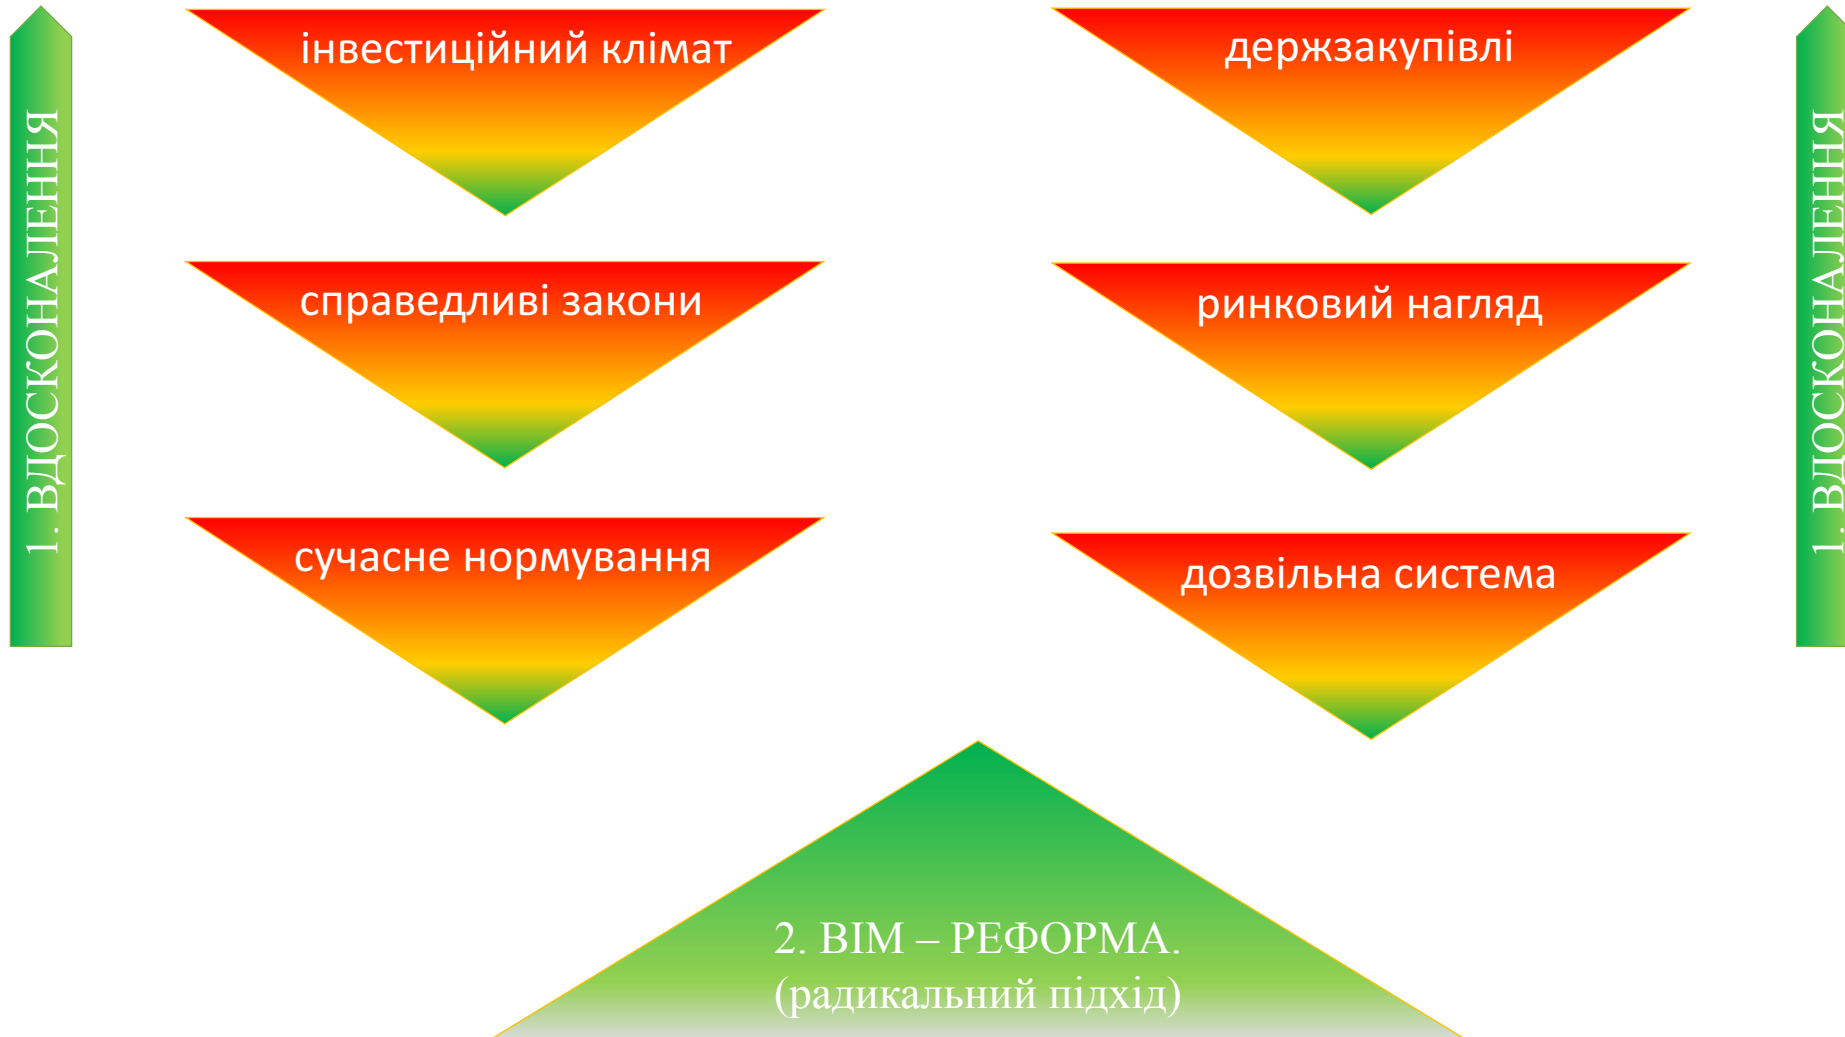 1. ВДОСКОНАЛЕННЯ
інвестиційний клімат
держзакупівлі
1. ВДОСКОНАЛЕННЯ
справедливі закони
ринковий нагляд
сучасне нормування
дозвільна система
2. ВІМ – РЕФОРМА.
(радикальний підхід)